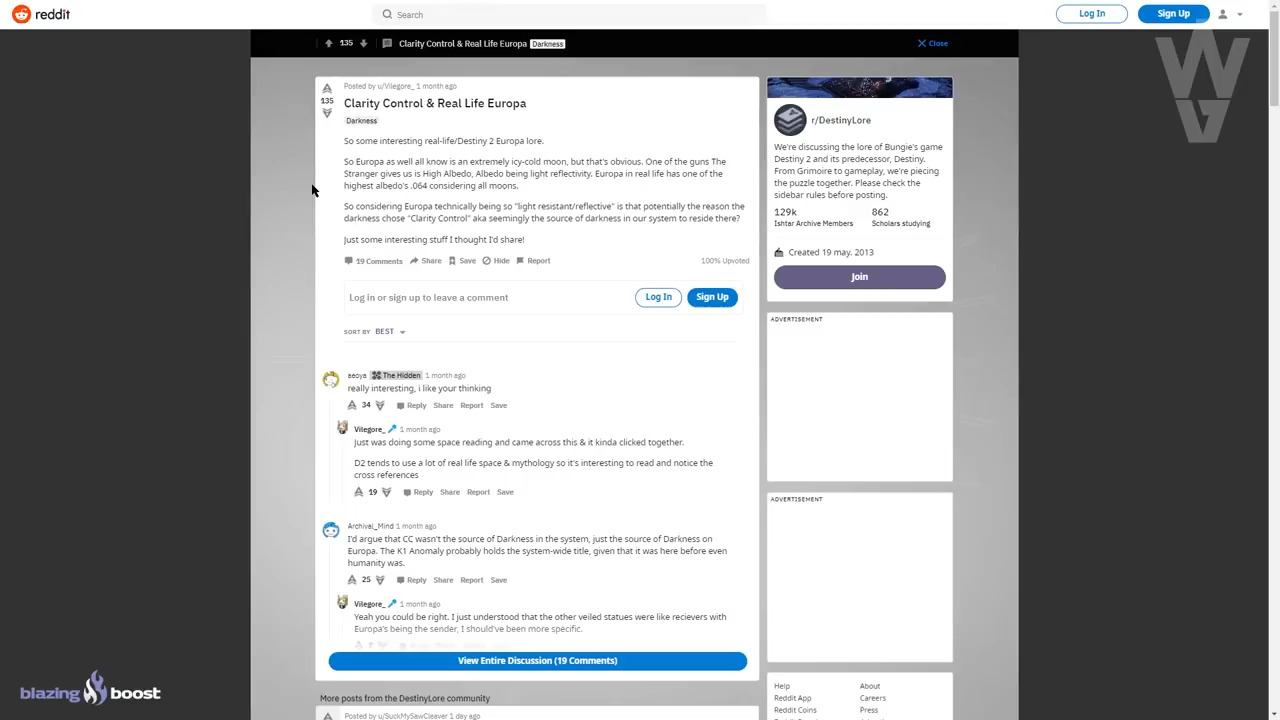 reddit
Search
Log In
Sign Up
135
Clarity Control & Real Life Europa
Darkness
Close
WG
Posted by u/Vilegore_ 1 month ago
135
Clarity Control & Real Life Europa
Darkness
So some interesting real-life/Destiny 2 Europa lore.
So Europa as well all know is an extremely icy-cold moon, but that's obvious. One of the guns The
Stranger gives us is High Albedo, Albedo being light reflectivity. Europa in real life has one of the
highest albedo's .064 considering all moons.
So considering Europa technically being so "light resistant/reflective" is that potentially the reason the
darkness chose "Clarity Control" aka seemingly the source of darkness in our system to reside there?
Just some interesting stuff I thought I'd share!
19 Comments Share Save Hide Report
100% Upvoted
Log in or sign up to leave a comment
Log In
Sign Up
SORT BY BEST
aeoya The Hidden 1 month ago
really interesting, i like your thinking
34 Reply Share Report Save
Vilegore_ 1 month ago
Just was doing some space reading and came across this & it kinda clicked together.
D2 tends to use a lot of real life space & mythology so it's interesting to read and notice the
cross references
19 Reply Share Report Save
Archival_Mind 1 month ago
I'd argue that CC wasn't the source of Darkness in the system, just the source of Darkness on
Europa. The K1 Anomaly probably holds the system-wide title, given that it was here before even
humanity was.
25 Reply Share Report Save
Vilegore_ 1 month ago
Yeah you could be right. I just understood that the other veiled statues were like recievers with
Europa's being the sender, I should've been more specific.
View Entire Discussion (19 Comments)
More posts from the DestinyLore community
Posted by u/SuckMySawCleaver 1 day ago
r/DestinyLore
We're discussing the lore of Bungie's game
Destiny 2 and its predecessor, Destiny.
From Grimoire to gameplay, we're piecing
the puzzle together. Please check the
sidebar rules before posting.
129k
862
Ishtar Archive Members
Scholars studying
Created 19 may. 2013
Join
ADVERTISEMENT
ADVERTISEMENT
Help
About
Reddit App
Careers
Reddit Coins
Press
blazing boost